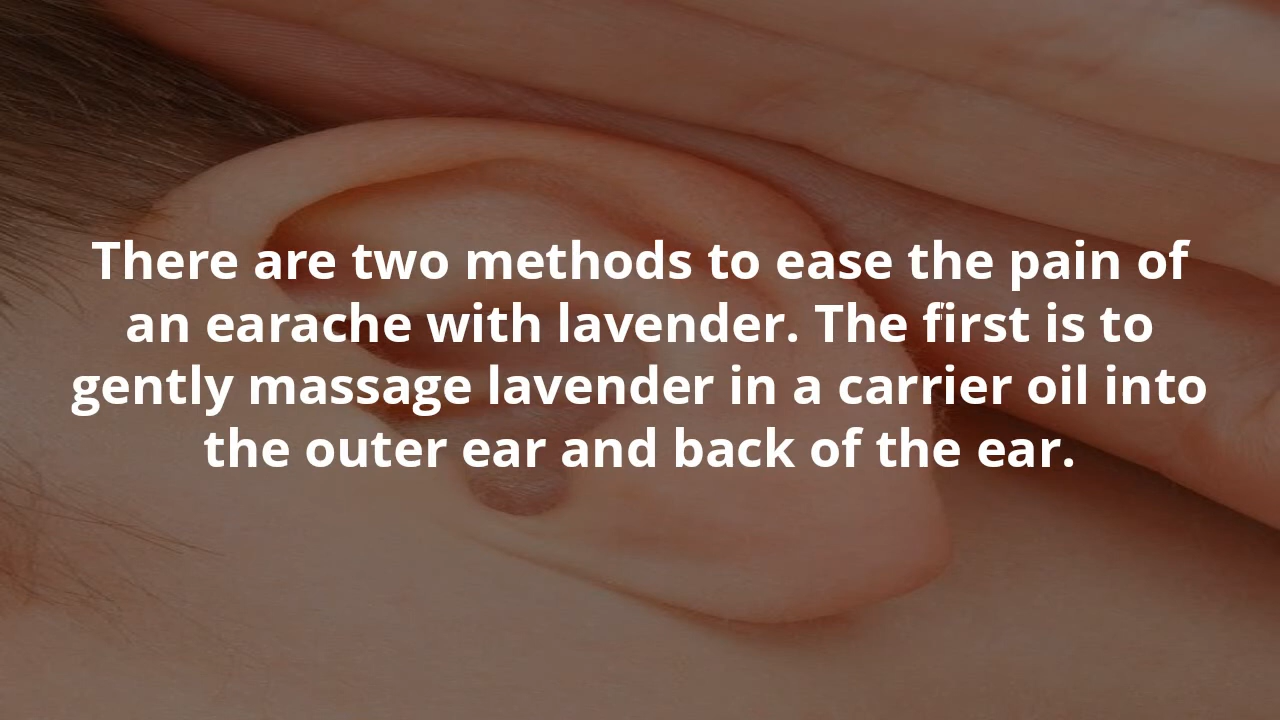 There are two methods to ease the pain of
an earache with lavender. The first is to
gently massage lavender in a carrier oil into
the outer ear and back of the ear.